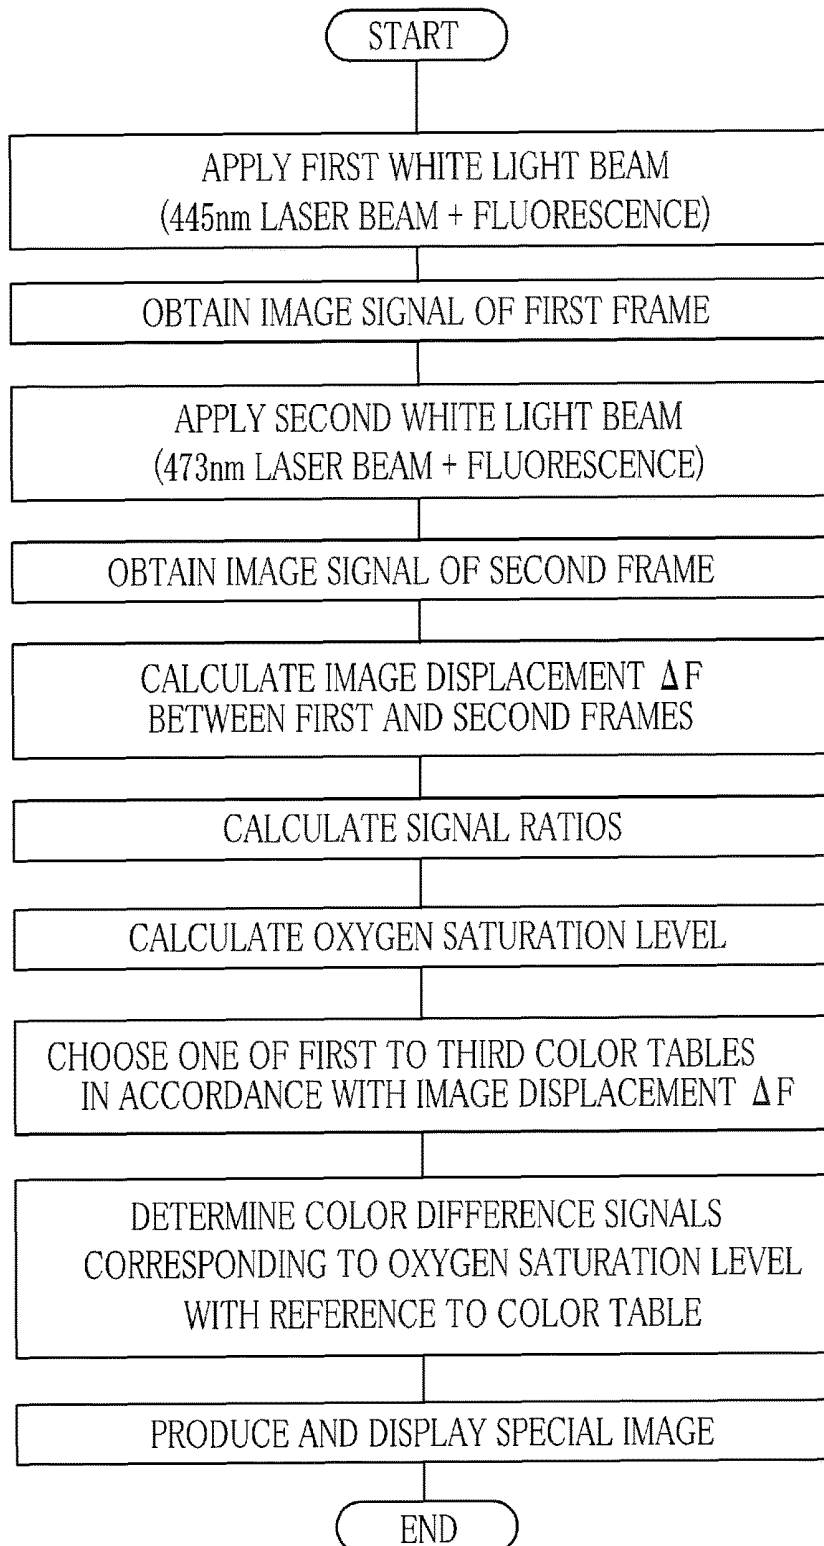 START
APPLY FIRST WHITE LIGHT BEAM
(445nm LASER BEAM + FLUORESCENCE)
OBTAIN IMAGE SIGNAL OF FIRST FRAME
APPLY SECOND WHITE LIGHT BEAM
(473nm LASER BEAM + FLUORESCENCE)
OBTAIN IMAGE SIGNAL OF SECOND FRAME
CALCULATE IMAGE DISPLACEMENT ΔF
BETWEEN FIRST AND SECOND FRAMES
CALCULATE SIGNAL RATIOS
CALCULATE OXYGEN SATURATION LEVEL
CHOOSE ONE OF FIRST TO THIRD COLOR TABLES
IN ACCORDANCE WITH IMAGE DISPLACEMENT ΔF
DETERMINE COLOR DIFFERENCE SIGNALS
CORRESPONDING TO OXYGEN SATURATION LEVEL
WITH REFERENCE TO COLOR TABLE
PRODUCE AND DISPLAY SPECIAL IMAGE
END